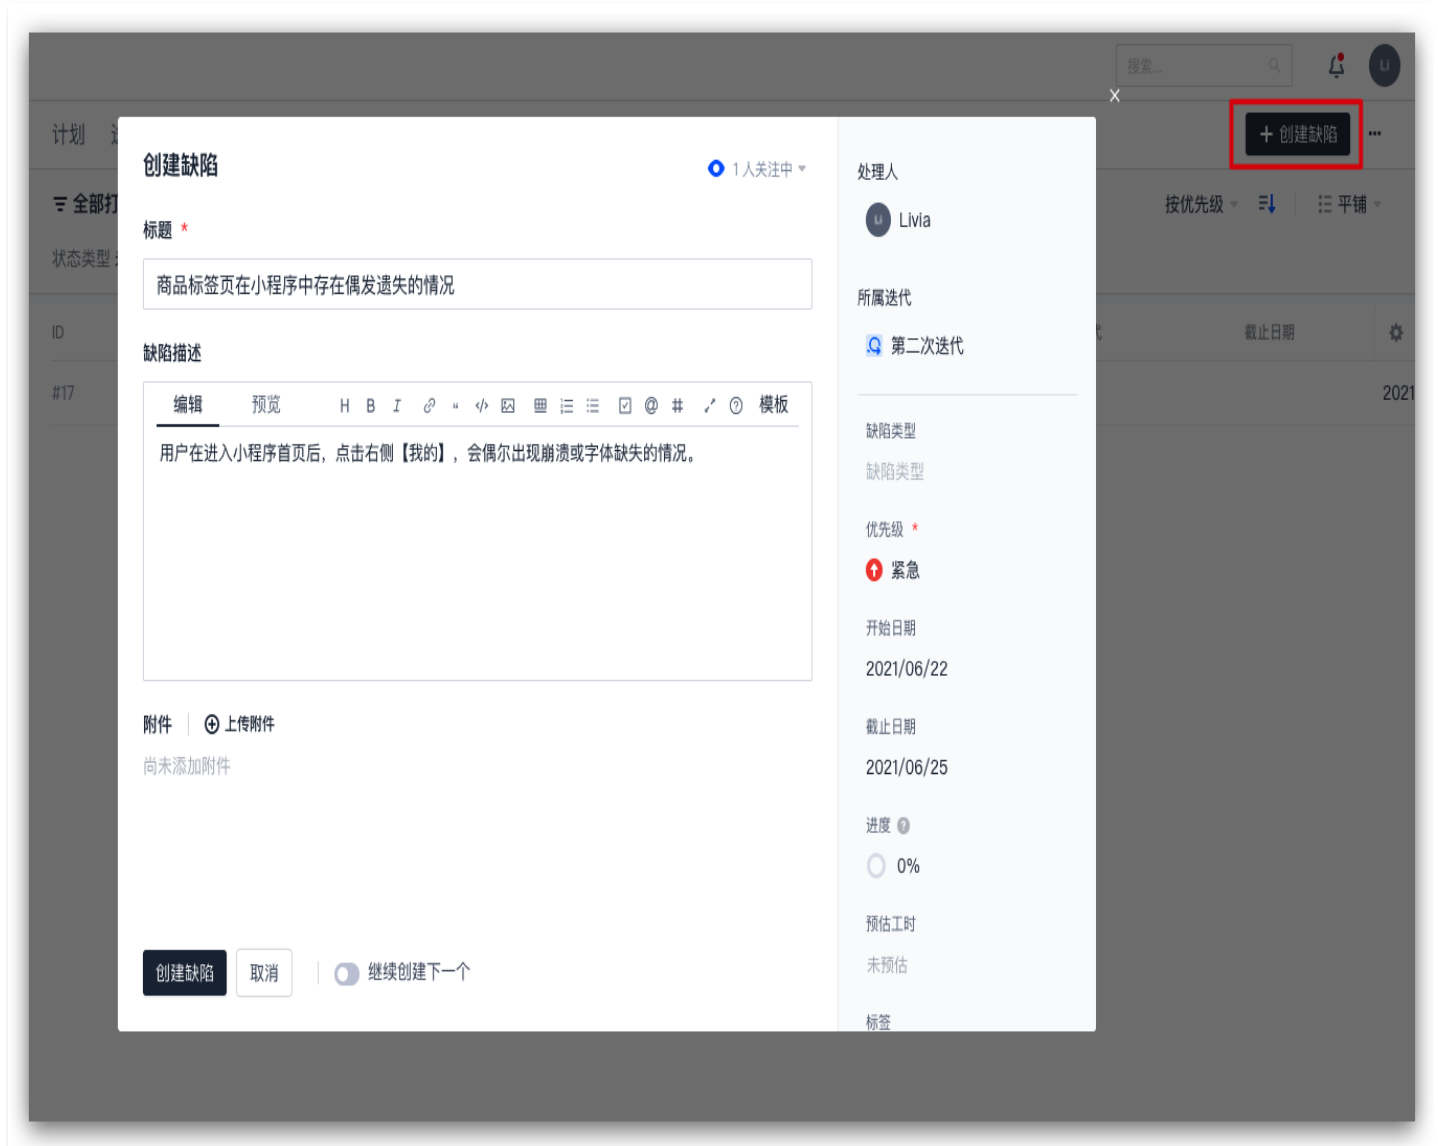 搜索...
Li
计划
创建缺陷
...
全部打
按优先级
平铺
状态类型
ID
截止日期
#17
2021
X
创建缺陷
1 人关注中
标题 *
商品标签页在小程序中存在偶发遗失的情况
缺陷描述
编辑 预览 H B I “ </> @ # 模板
用户在进入小程序首页后，点击右侧【我的】，会偶尔出现崩溃或字体缺失的情况。
附件 上传附件
尚未添加附件
创建缺陷 取消 继续创建下一个
处理人
Li Livia
所属迭代
第二次迭代
缺陷类型
缺陷类型
优先级 *
紧急
开始日期
2021/06/22
截止日期
2021/06/25
进度 ?
0%
预估工时
未预估
标签